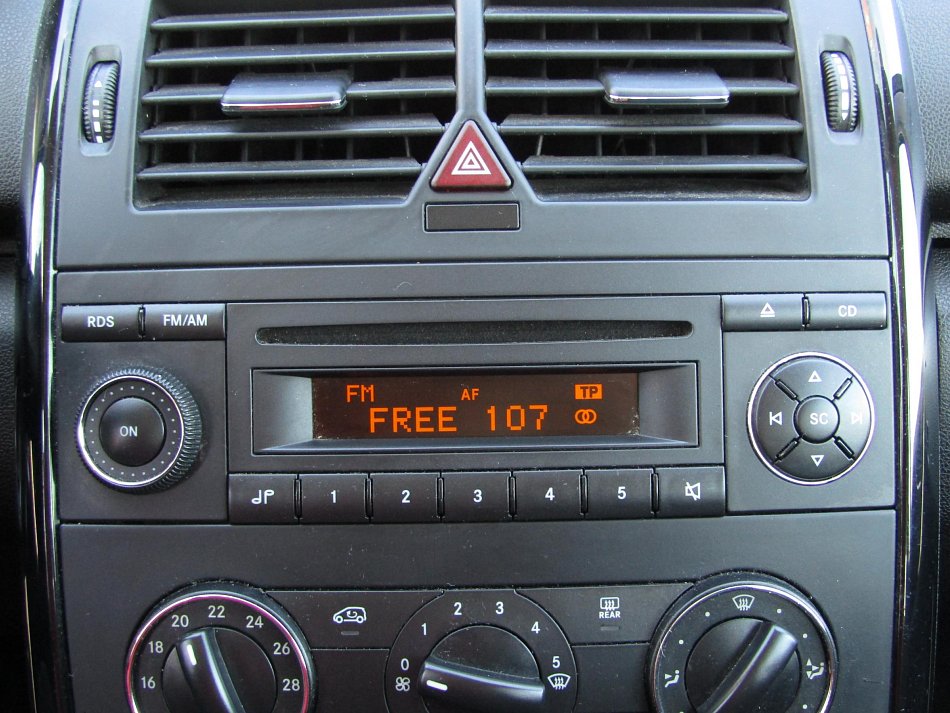 RDS FM/AM
CD
FM AF TP
FREE 107
ON
SC
1 2 3 4 5
16 18 20 22 24 26 28
0 1 2 3 4 5
REAR